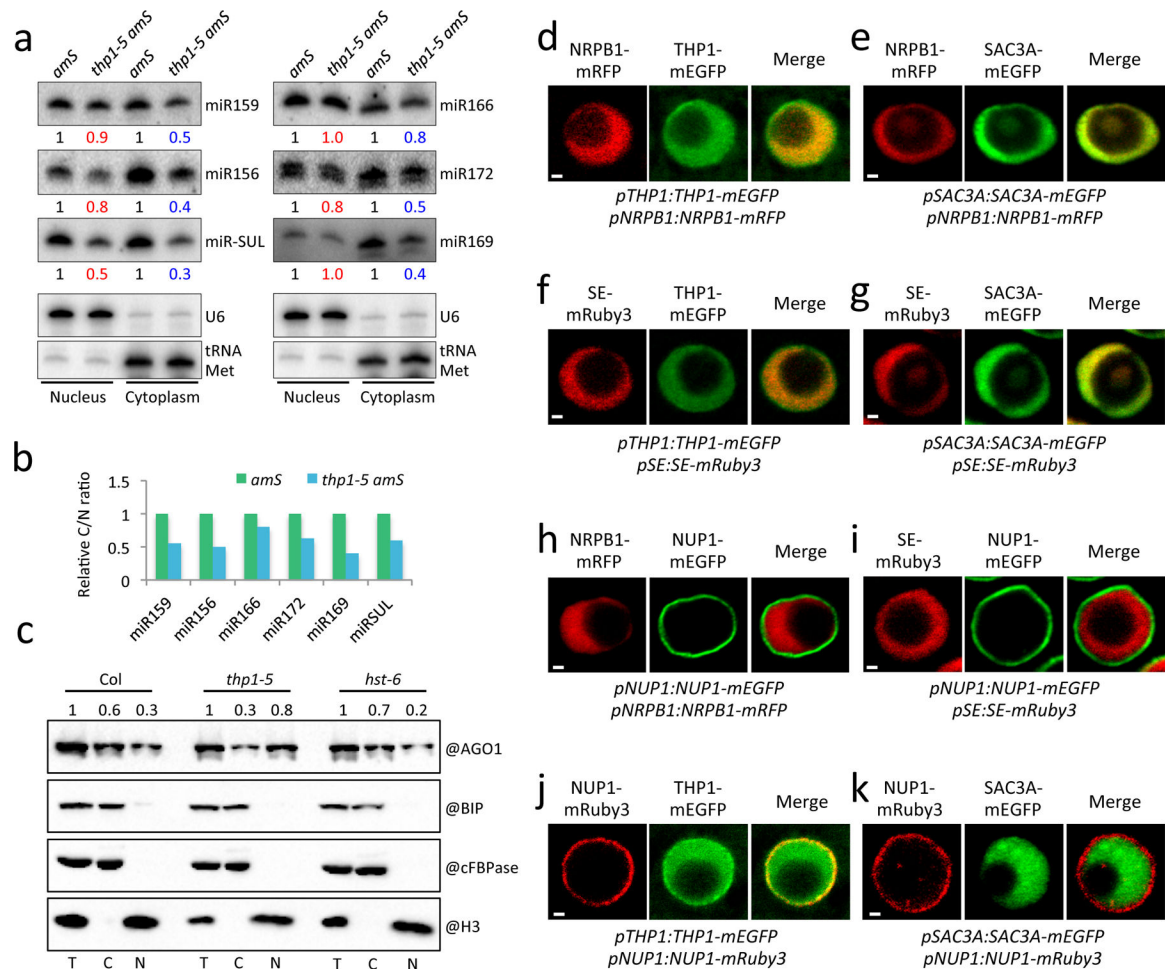 a
amS thp1-5 amS amS thp1-5 amS
miR159
1 0.9 1 0.5
miR156
1 0.8 1 0.4
miR-SUL
1 0.5 1 0.3
U6
tRNA
Met
Nucleus Cytoplasm
amS thp1-5 amS amS thp1-5 amS
miR166
1 1.0 1 0.8
miR172
1 0.8 1 0.5
miR169
1 1.0 1 0.4
U6
tRNA
Met
Nucleus Cytoplasm
b
amS thp1-5 amS
Relative C/N ratio
1.5
1
0.5
0
miR159 miR156 miR166 miR172 miR169 miRSUL
c
Col thp1-5 hst-6
1 0.6 0.3 1 0.3 0.8 1 0.7 0.2
@AGO1
@BIP
@cFBPase
@H3
T C N T C N T C N
d
NRPB1-mRFP THP1-mEGFP Merge
pTHP1:THP1-mEGFP
pNRPB1:NRPB1-mRFP
e
NRPB1-mRFP SAC3A-mEGFP Merge
pSAC3A:SAC3A-mEGFP
pNRPB1:NRPB1-mRFP
f
SE-mRuby3 THP1-mEGFP Merge
pTHP1:THP1-mEGFP
pSE:SE-mRuby3
g
SE-mRuby3 SAC3A-mEGFP Merge
pSAC3A:SAC3A-mEGFP
pSE:SE-mRuby3
h
NRPB1-mRFP NUP1-mEGFP Merge
pNUP1:NUP1-mEGFP
pNRPB1:NRPB1-mRFP
i
SE-mRuby3 NUP1-mEGFP Merge
pNUP1:NUP1-mEGFP
pSE:SE-mRuby3
j
NUP1-mRuby3 THP1-mEGFP Merge
pTHP1:THP1-mEGFP
pNUP1:NUP1-mRuby3
k
NUP1-mRuby3 SAC3A-mEGFP Merge
pSAC3A:SAC3A-mEGFP
pNUP1:NUP1-mRuby3